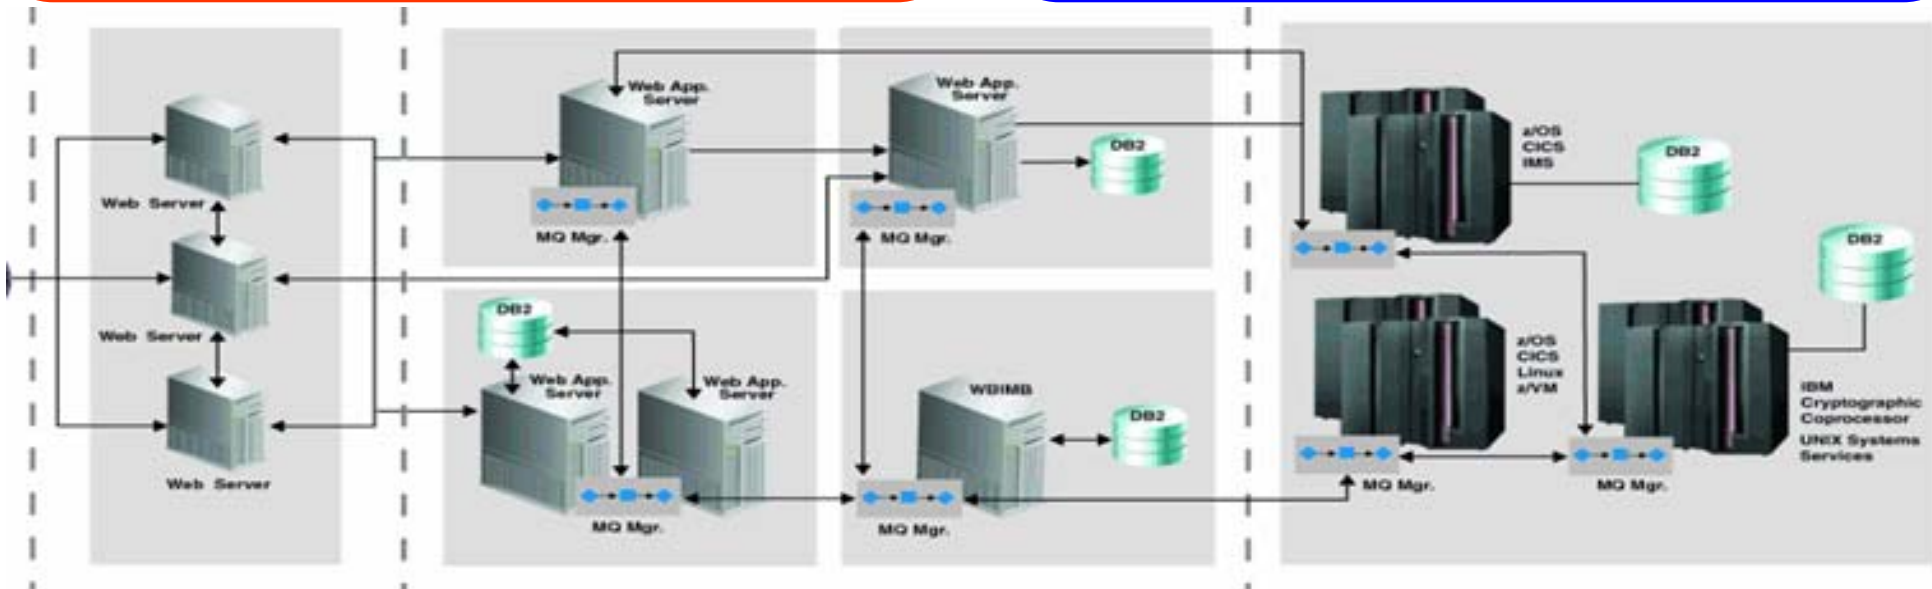 Web Server
Web Server
Web Server
Web App.
Server
MQ Mgr.
Web App.
Server
DB2
MQ Mgr.
DB2
Web App.
Server
Web App.
Server
MQ Mgr.
WBIMB
DB2
MQ Mgr.
z/OS
CICS
IMS
DB2
DB2
z/OS
CICS
Linux
z/VM
MQ Mgr.
IBM
Cryptographic
Coprocessor
UNIX Systems
Services
MQ Mgr.